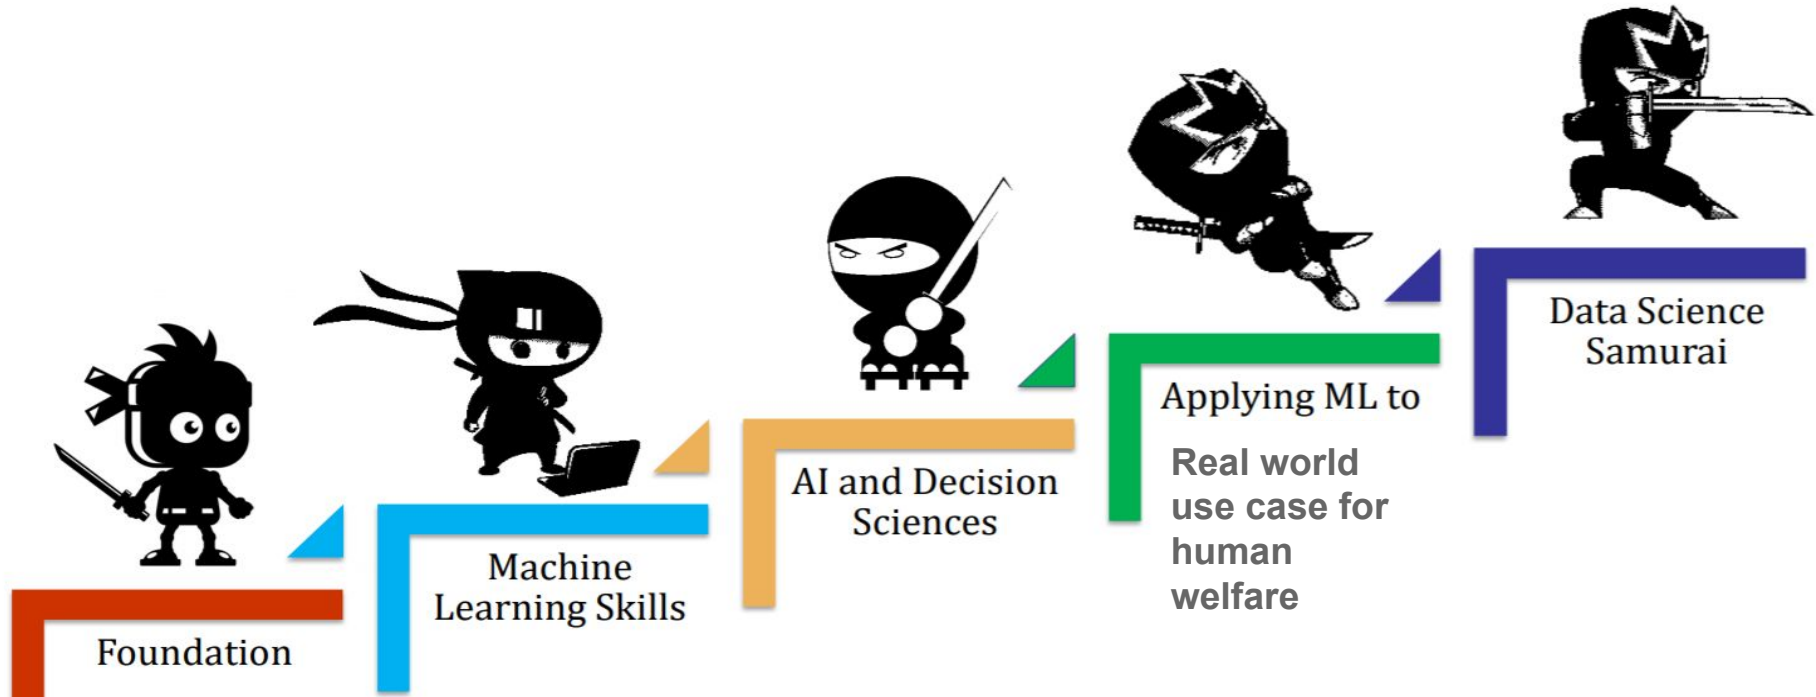 Foundation
Machine
Learning Skills
AI and Decision
Sciences
Applying ML to
Real world
use case for
human
welfare
Data Science
Samurai